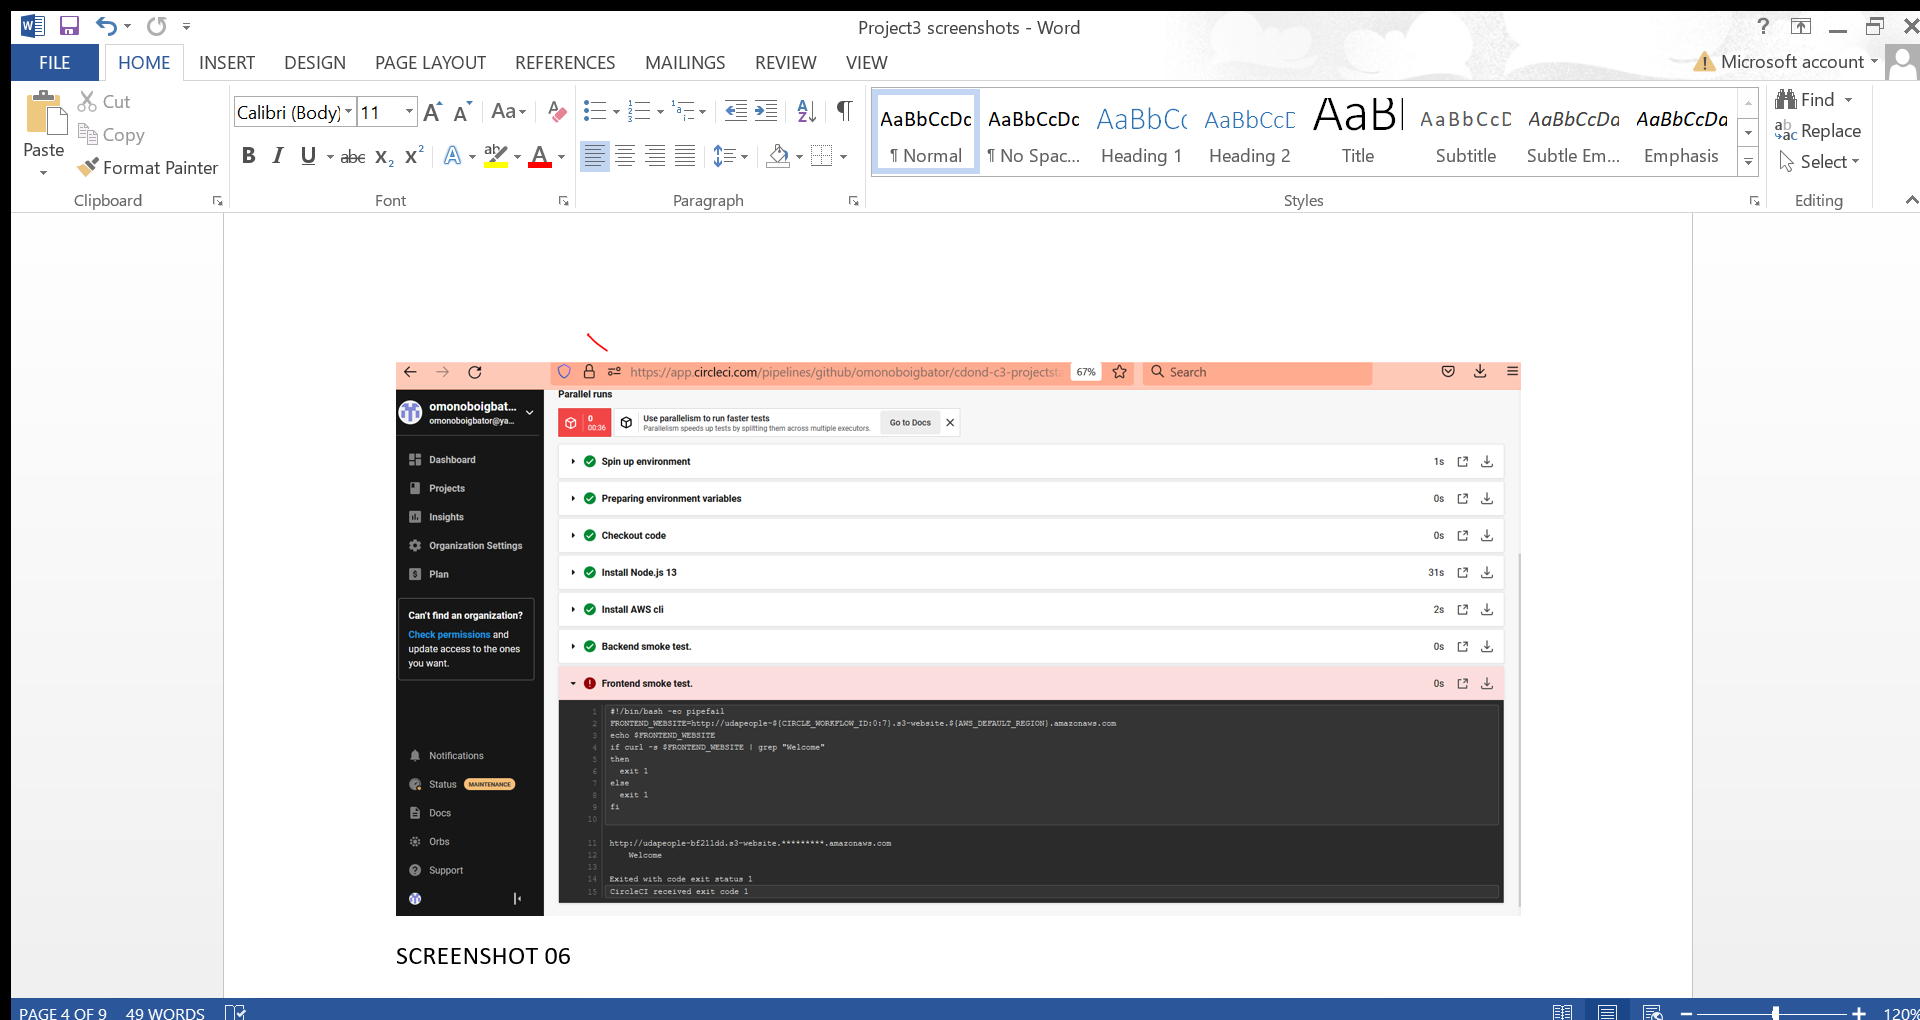 Project3 screenshots - Word
FILE
HOME
INSERT
DESIGN
PAGE LAYOUT
REFERENCES
MAILINGS
REVIEW
VIEW
Microsoft account
Paste
Cut
Copy
Format Painter
Clipboard
Calibri (Body)
11
Font
Paragraph
AaBbCcDc
¶ Normal
AaBbCcDc
¶ No Spac...
AaBbCc
Heading 1
AaBbCcD
Heading 2
AaB
Title
AaBbCcD
Subtitle
AaBbCcDd
Subtle Em...
AaBbCcDd
Emphasis
Styles
Find
Replace
Select
Editing
https://app.circleci.com/pipelines/github/omonoboigbator/cdond-c3-projectst
67%
Search
omonoboigbat...
omonoboigbator@ya...
Dashboard
Projects
Insights
Organization Settings
Plan
Can't find an organization?
Check permissions and
update access to the ones
you want.
Notifications
Status MAINTENANCE
Docs
Orbs
Support
Parallel runs
0
00:36
Use parallelism to run faster tests
Parallelism speeds up tests by splitting them across multiple executors.
Go to Docs
Spin up environment 1s
Preparing environment variables 0s
Checkout code 0s
Install Node.js 13 31s
Install AWS cli 2s
Backend smoke test. 0s
Frontend smoke test. 0s
1 #!/bin/bash -eo pipefail
2 FRONTEND_WEBSITE=http://udapeople-${CIRCLE_WORKFLOW_ID:0:7}.s3-website.${AWS_DEFAULT_REGION}.amazonaws.com
3 echo $FRONTEND_WEBSITE
4 if curl -s $FRONTEND_WEBSITE | grep "Welcome"
5 then
6 exit 1
7 else
8 exit 1
9 fi
10
11 http://udapeople-bf211dd.s3-website.*********.amazonaws.com
12 Welcome
13
14 Exited with code exit status 1
15 CircleCI received exit code 1
SCREENSHOT 06
PAGE 4 OF 9
49 WORDS
120%